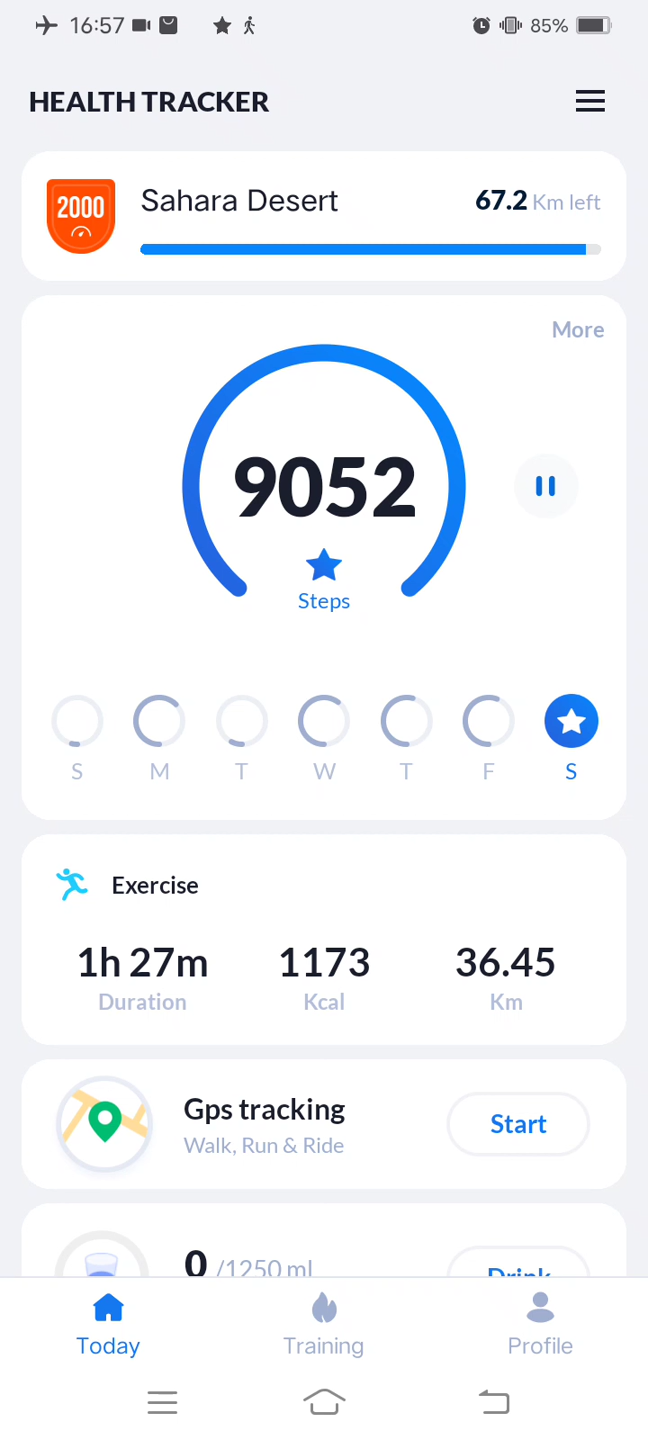 16:57
85%
HEALTH TRACKER
2000
Sahara Desert
67.2 Km left
More
9052
Steps
S M T W T F S
Exercise
1h 27m 1173 36.45
Duration Kcal Km
Gps tracking
Walk, Run & Ride
Start
0 /1250 ml
Drink
Today Training Profile